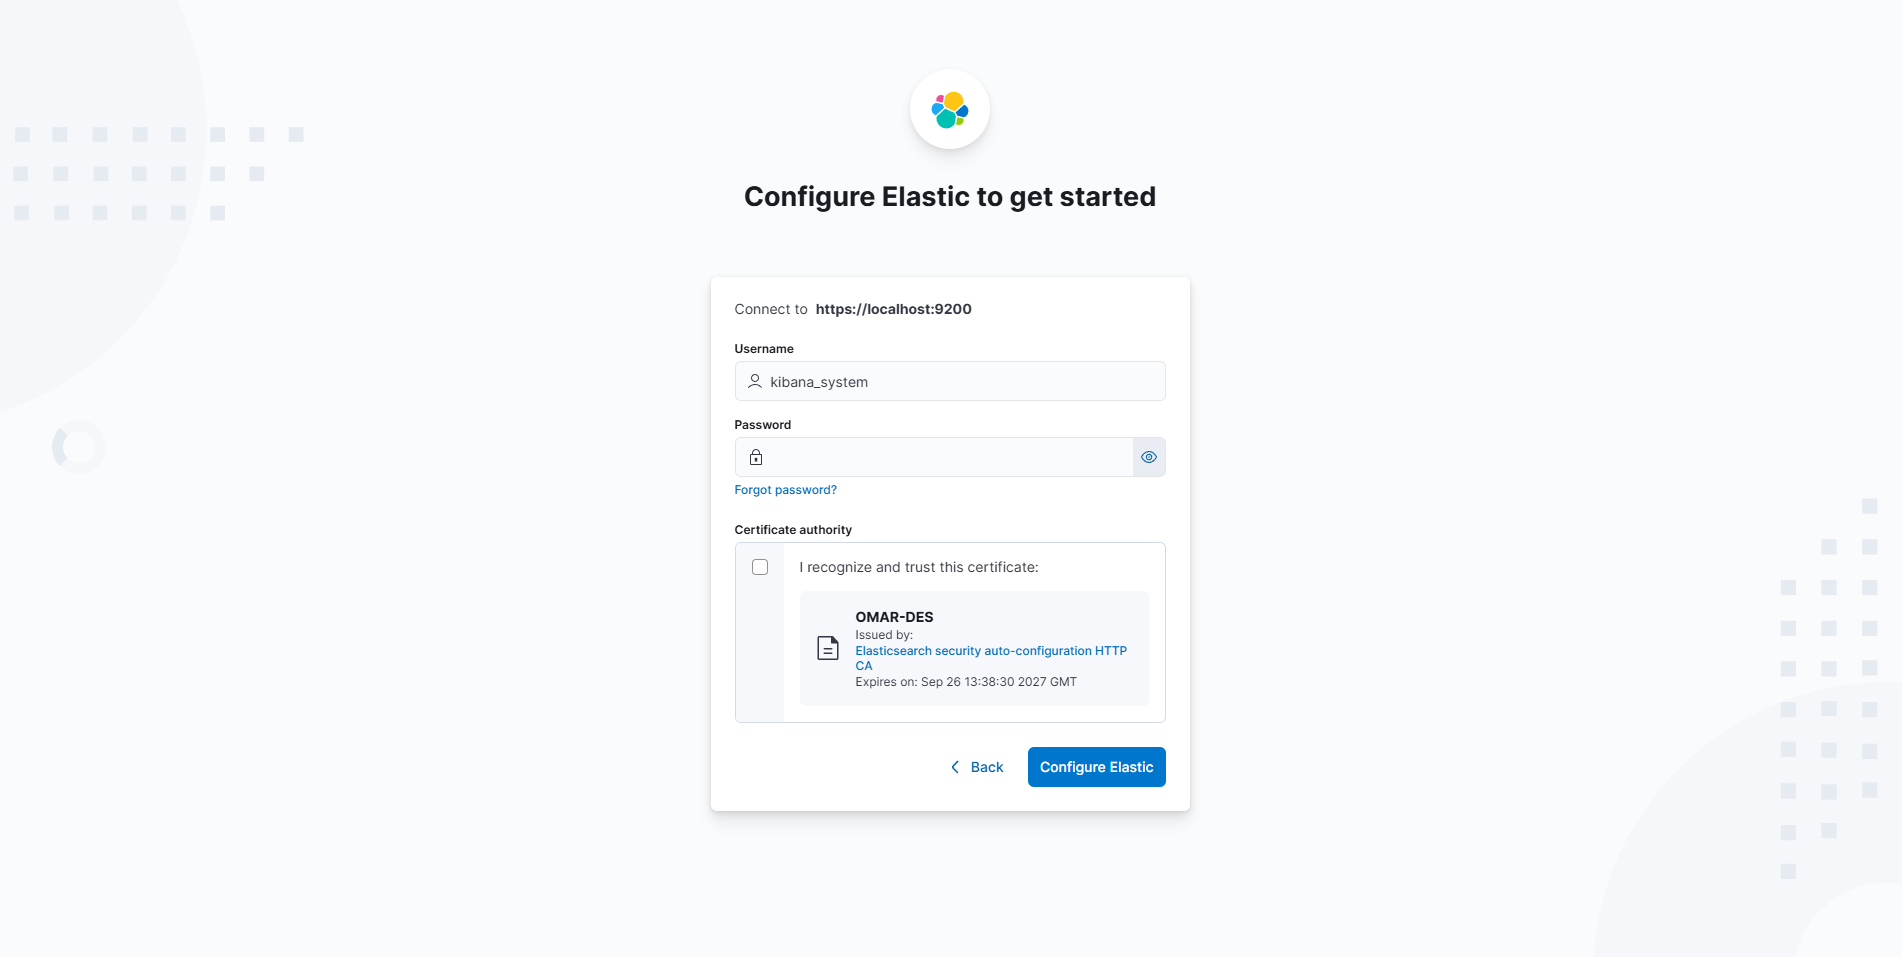 Configure Elastic to get started
Connect to https://localhost:9200
Username
kibana_system
Password
Forgot password?
Certificate authority
I recognize and trust this certificate:
OMAR-DES
Issued by:
Elasticsearch security auto-configuration HTTP
CA
Expires on: Sep 26 13:38:30 2027 GMT
Back
Configure Elastic